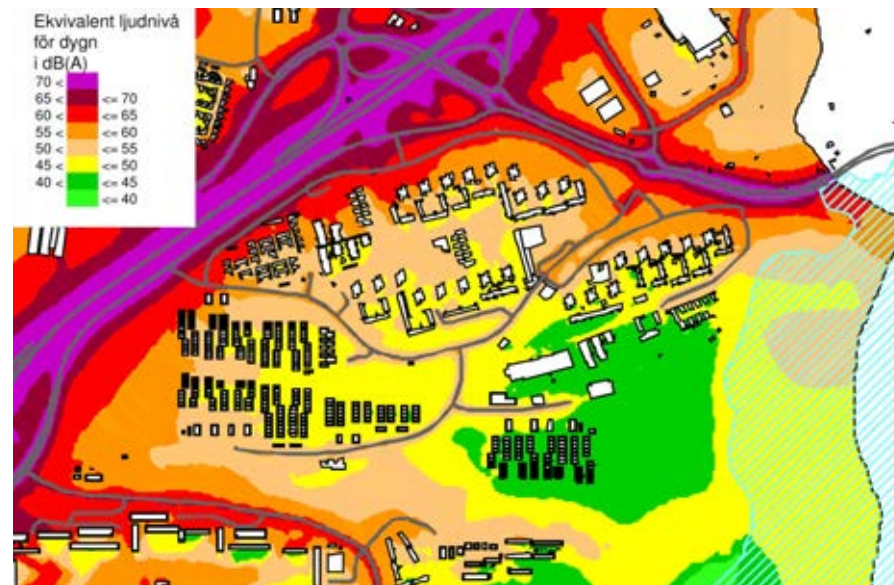 Ekvivalent ljudnivå
för dygn
i dB(A)
70 <
65 < <= 70
60 < <= 65
55 < <= 60
50 < <= 55
45 < <= 50
40 < <= 45
<= 40